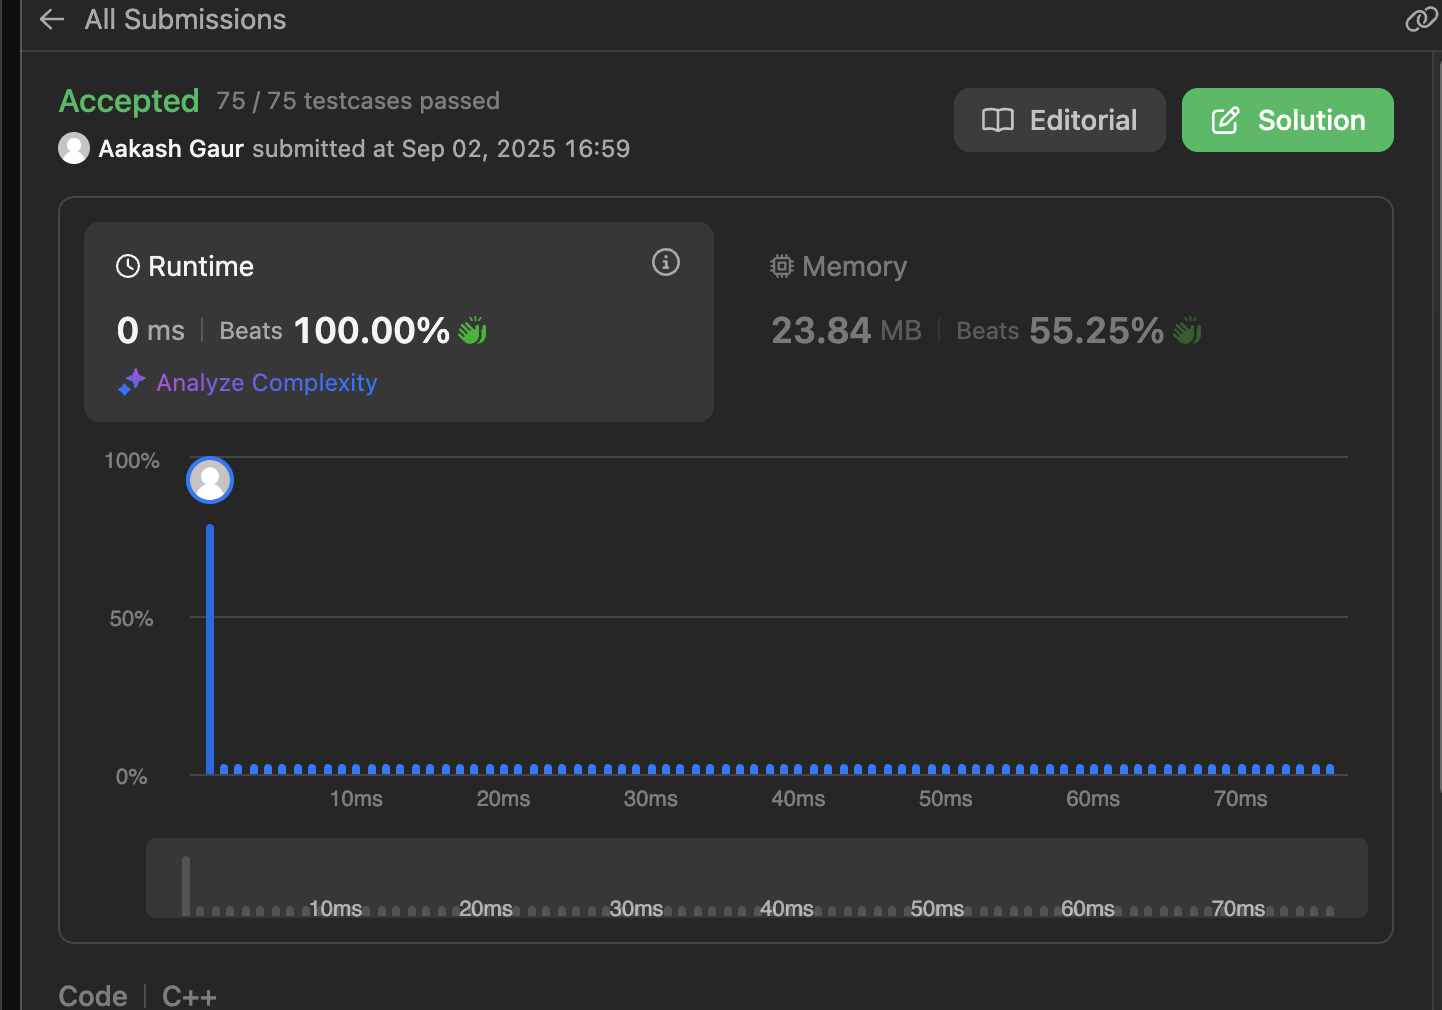 All Submissions
Accepted 75 / 75 testcases passed
Aakash Gaur submitted at Sep 02, 2025 16:59
Editorial
Solution
Runtime
0 ms | Beats 100.00%
Analyze Complexity
Memory
23.84 MB | Beats 55.25%
100%
50%
0%
10ms 20ms 30ms 40ms 50ms 60ms 70ms
10ms 20ms 30ms 40ms 50ms 60ms 70ms
Code | C++